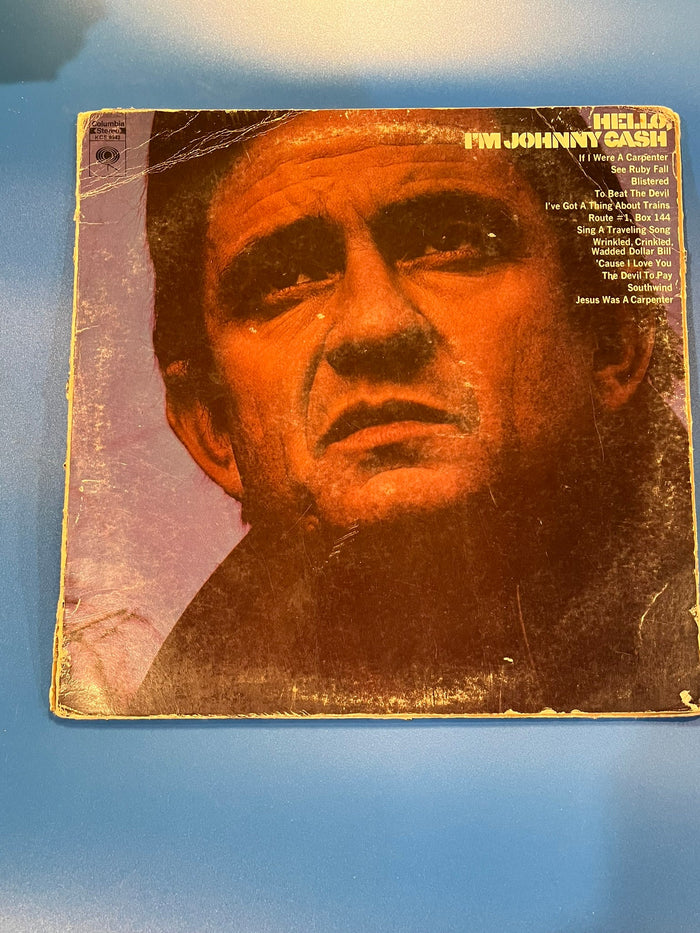 Columbia
Stereo
KCS 9943
HELLO,
I'M JOHNNY CASH
If I Were A Carpenter
See Ruby Fall
Blistered
To Beat The Devil
I've Got A Thing About Trains
Route #1, Box 144
Sing A Traveling Song
Wrinkled, Crinkled,
Wadded Dollar Bill
'Cause I Love You
The Devil To Pay
Southwind
Jesus Was A Carpenter